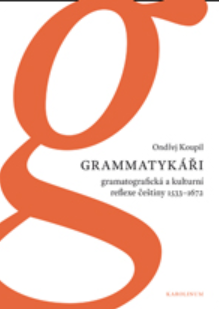 g
Ondřej Koupil
GRAMMATYKÁŘI
gramatografická a kulturní
reflexe češtiny 1533–1672
KAROLINUM